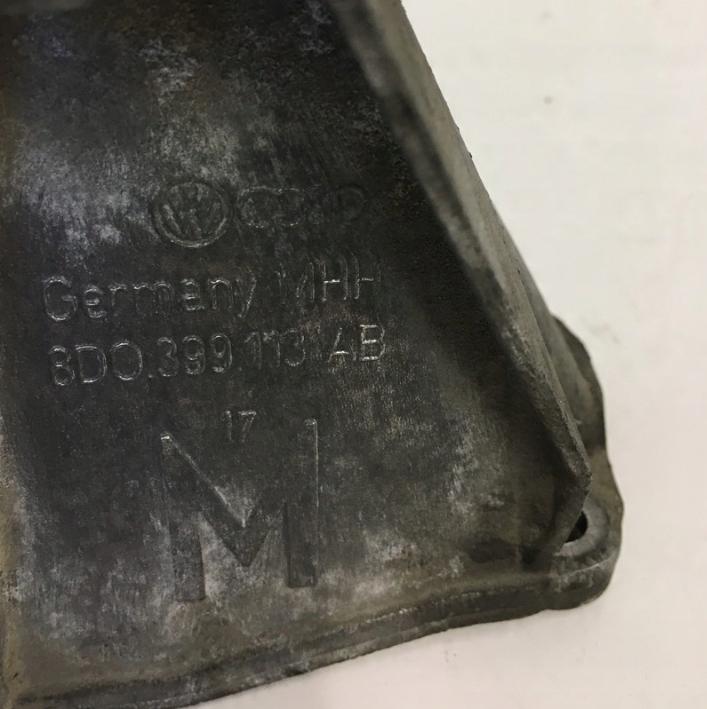 Germany MHH
8D0.399.113 AB
17
M